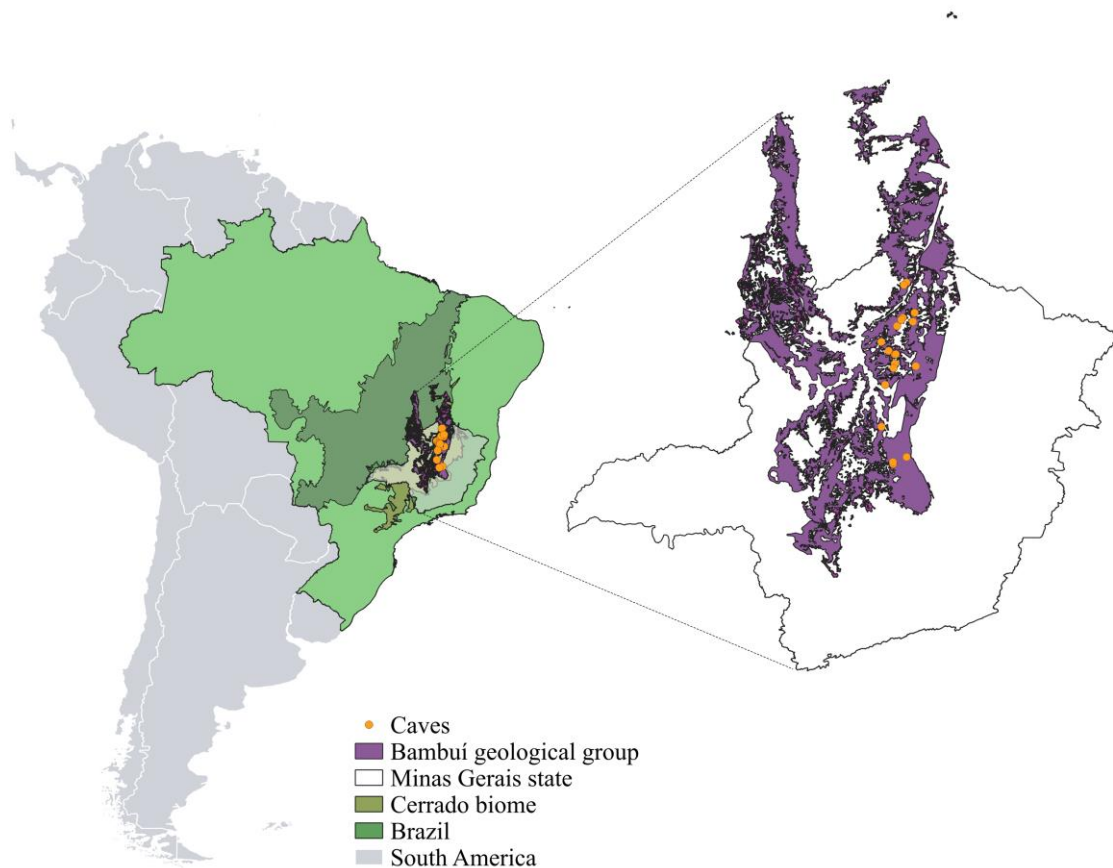 Caves
Bambuí geological group
Minas Gerais state
Cerrado biome
Brazil
South America